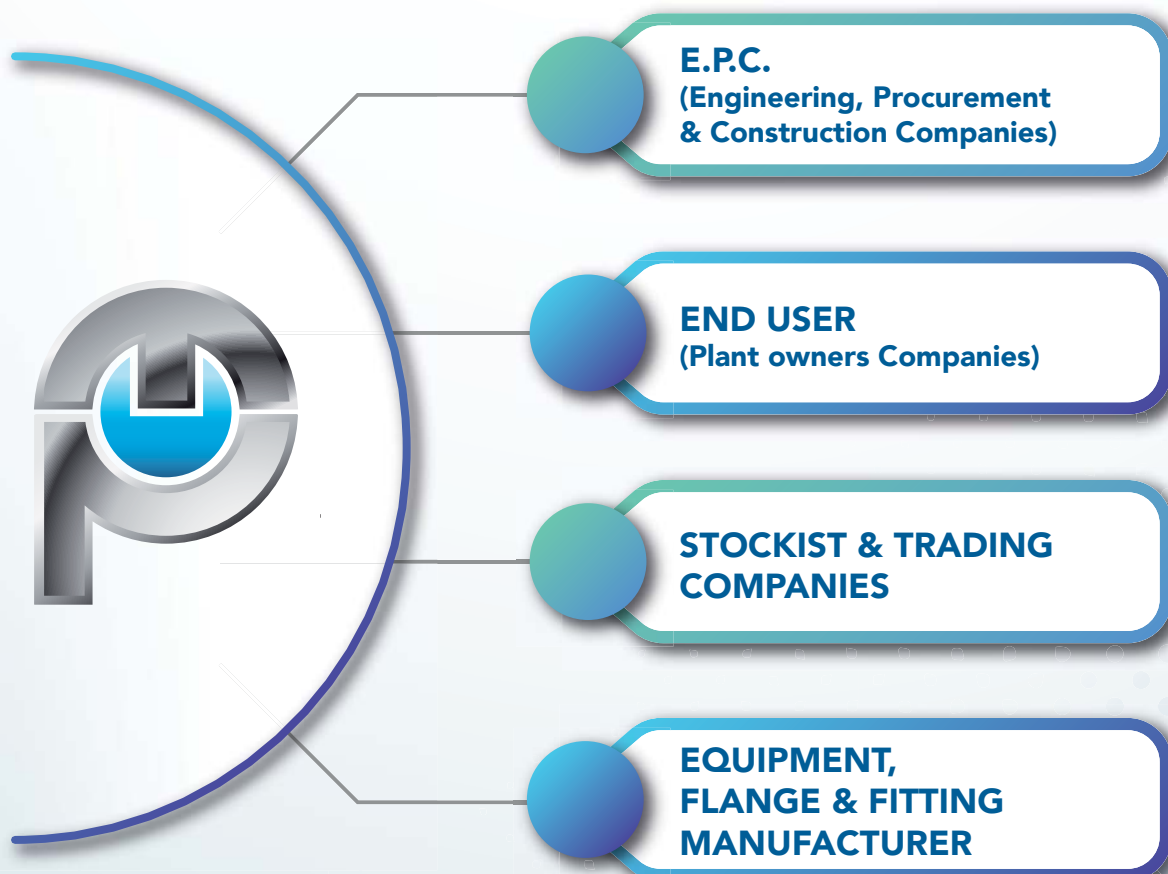 E.P.C.
(Engineering, Procurement
& Construction Companies)
END USER
(Plant owners Companies)
STOCKIST & TRADING
COMPANIES
EQUIPMENT,
FLANGE & FITTING
MANUFACTURER